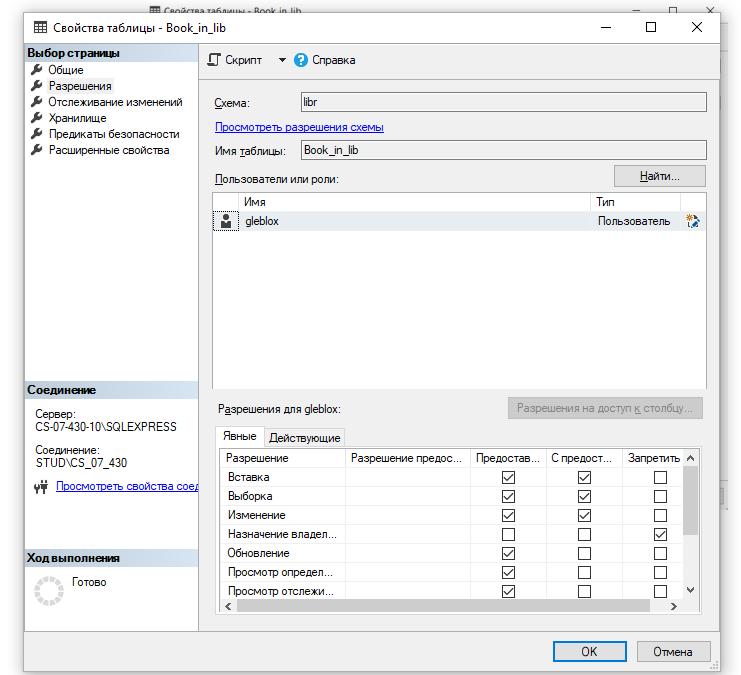 Свойства таблицы - Book_in_lib
Свойства таблицы - Book_in_lib
Выбор страницы
Общие
Разрешения
Отслеживание изменений
Хранилище
Предикаты безопасности
Расширенные свойства
Скрипт
Справка
Схема:
libr
Просмотреть разрешения схемы
Имя таблицы:
Book_in_lib
Пользователи или роли:
Найти...
Имя Тип
gleblox Пользователь
Соединение
Сервер:
CS-07-430-10\SQLEXPRESS
Соединение:
STUD\CS_07_430
Просмотреть свойства соед
Ход выполнения
Готово
Разрешения для gleblox:
Разрешения на доступ к столбцу...
Явные Действующие
Разрешение Разрешение предос... Предостав... С предост... Запретить
Вставка
Выборка
Изменение
Назначение владел...
Обновление
Просмотр определ...
Просмотр отслежи...
OK Отмена